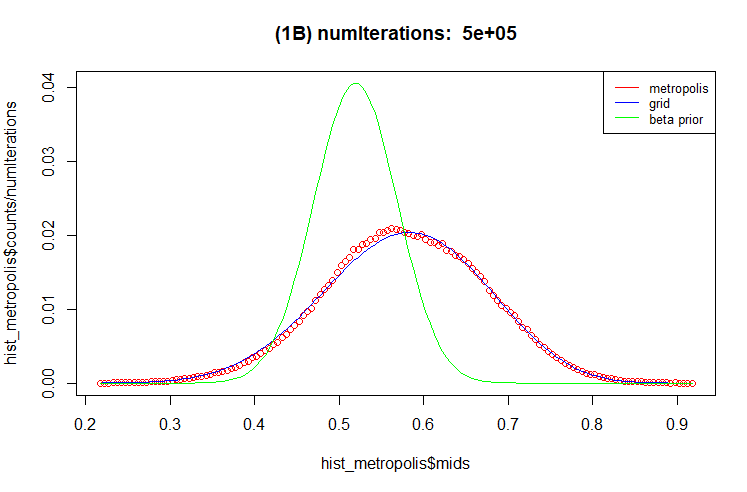 (1B) numIterations:  5e+05
hist_metropolis$counts/numIterations
0.04
0.03
0.02
0.01
0.00
metropolis
grid
beta prior
0.2 0.3 0.4 0.5 0.6 0.7 0.8 0.9
hist_metropolis$mids